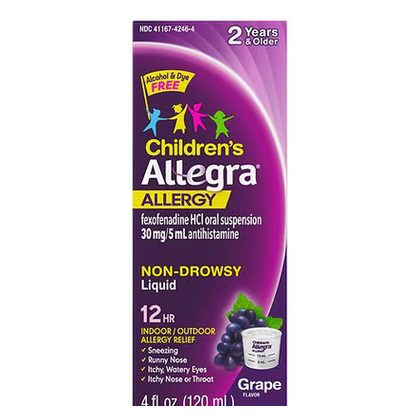 NDC 41167-4246-4
2 Years
& Older
Alcohol & Dye
FREE
Children's
Allegra®
ALLERGY
fexofenadine HCl oral suspension
30 mg/5 mL antihistamine
NON-DROWSY
Liquid
12 HR
INDOOR / OUTDOOR
ALLERGY RELIEF
✓ Sneezing
✓ Runny Nose
✓ Itchy, Watery Eyes
✓ Itchy Nose or Throat
Children's
Allegra
Grape
FLAVOR
4 fl oz (120 mL)